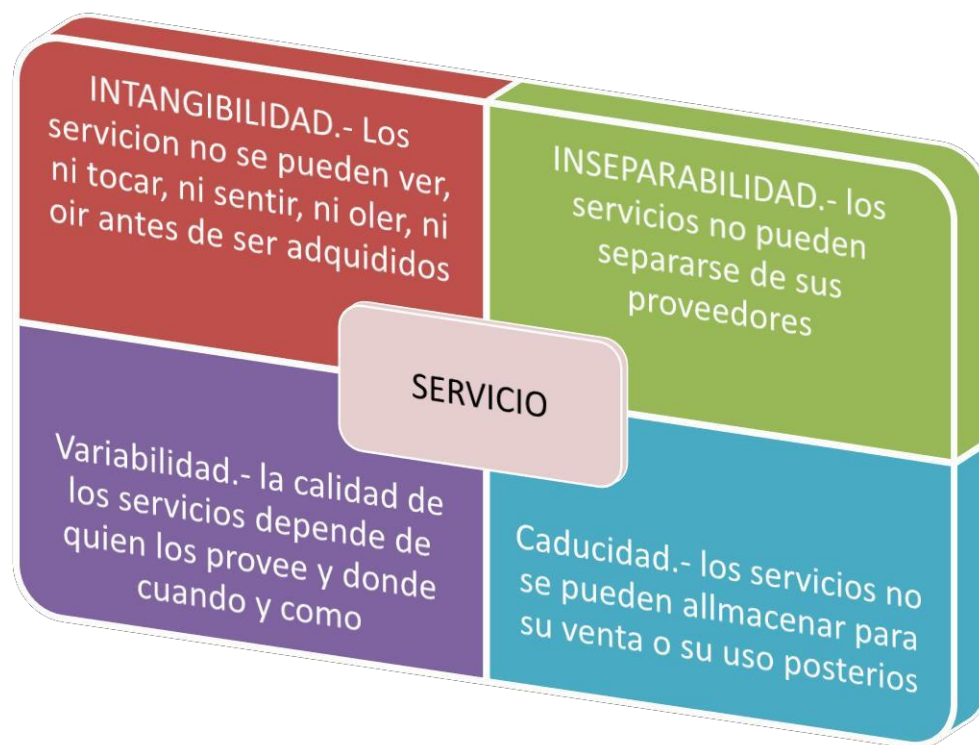 INTANGIBILIDAD.- Los
servicion no se pueden ver,
ni tocar, ni sentir, ni oler, ni
oir antes de ser adquididos
INSEPARABILIDAD.- los
servicios no pueden
separarse de sus
proveedores
SERVICIO
Variabilidad.- la calidad de
los servicios depende de
quien los provee y donde
cuando y como
Caducidad.- los servicios no
se pueden allmacenar para
su venta o su uso posterios